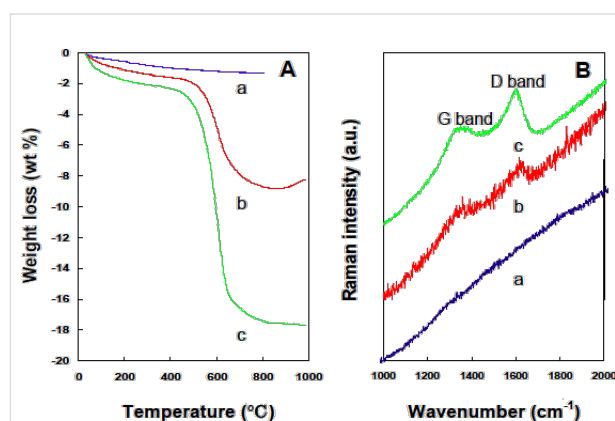 A
B
0
-2
-4
-6
-8
-10
-12
-14
-16
-18
-20
0
200
400
600
800
1000
Weight loss (wt %)
Temperature (°C)
a
b
c
D band
G band
c
b
a
Raman intensity (a.u.)
1000
1200
1400
1600
1800
2000
Wavenumber (cm⁻¹)